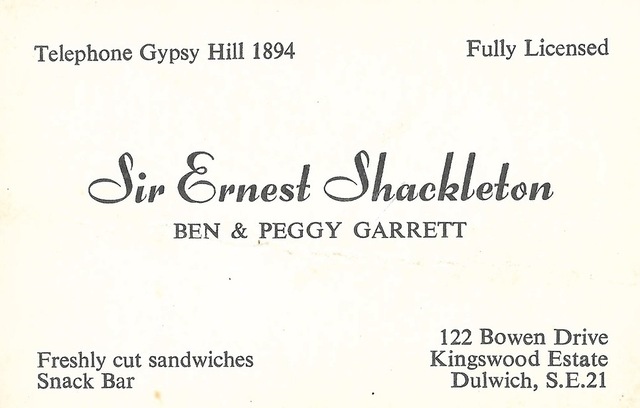 Telephone Gypsy Hill 1894
Fully Licensed
Sir Ernest Shackleton
BEN & PEGGY GARRETT
Freshly cut sandwiches
Snack Bar
122 Bowen Drive
Kingswood Estate
Dulwich, S.E.21